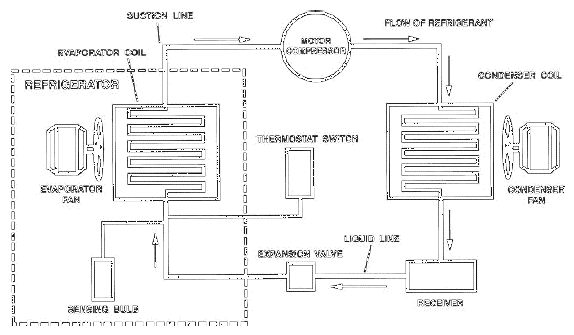 SUCTION LINE
FLOW OF REFRIGERANT
MOTOR
COMPRESSOR
EVAPORATOR COIL
CONDENSER COIL
REFRIGERATOR
THERMOSTAT SWITCH
EVAPORATOR
FAN
CONDENSER
FAN
LIQUID LINE
EXPANSION VALVE
SENSING BULB
RECEIVER